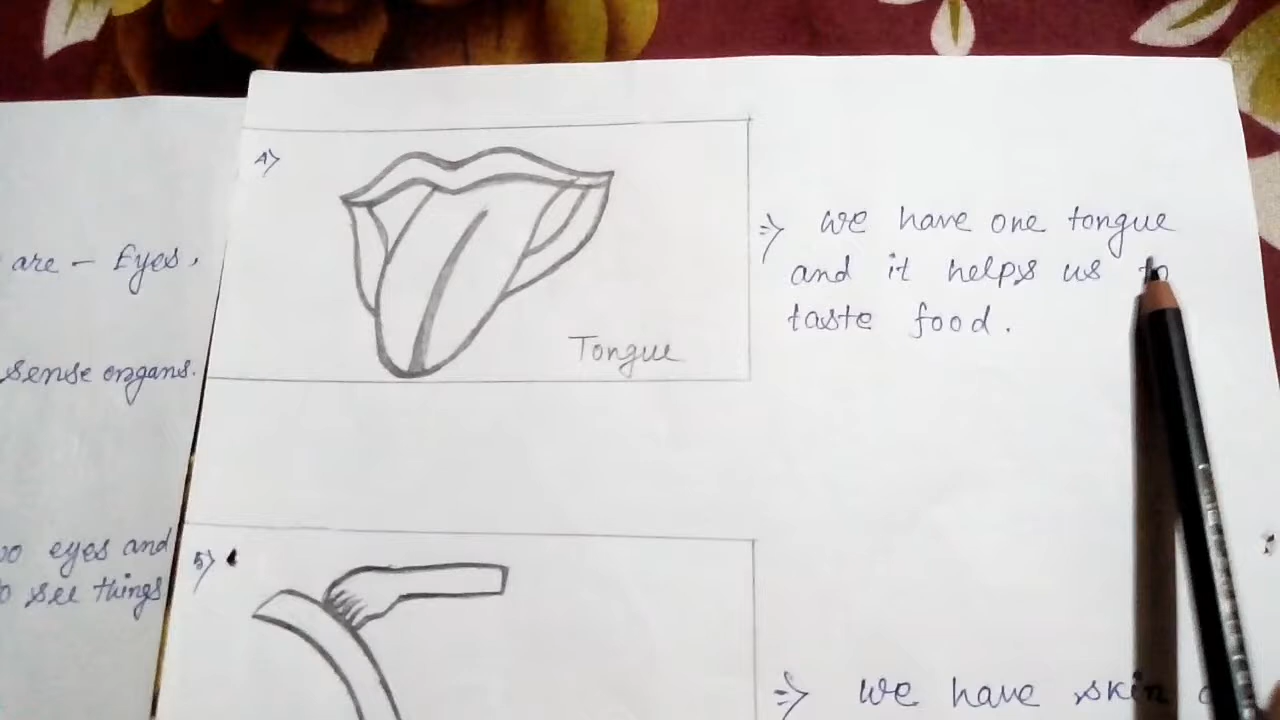 are - Eyes,
sense organs.
eyes and
see things
4)
Tongue
⇒ we have one tongue
and it helps us to
taste food.
5)
⇒ we have skin